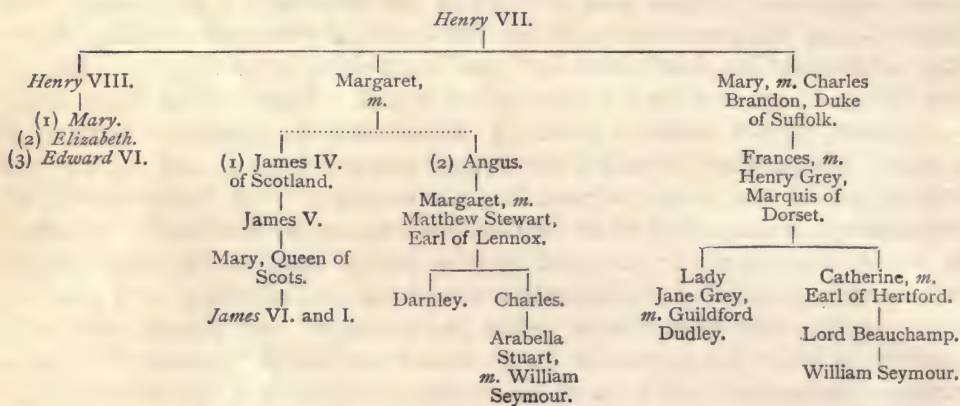 Henry VII.
Henry VIII.
(1) Mary.
(2) Elizabeth.
(3) Edward VI.
Margaret,
m.
(1) James IV.
of Scotland.
James V.
Mary, Queen of
Scots.
James VI. and I.
(2) Angus.
Margaret, m.
Matthew Stewart,
Earl of Lennox.
Darnley.
Charles.
Arabella
Stuart,
m. William
Seymour.
Mary, m. Charles
Brandon, Duke
of Suffolk.
Frances, m.
Henry Grey,
Marquis of
Dorset.
Lady
Jane Grey,
m. Guildford
Dudley.
Catherine, m.
Earl of Hertford.
Lord Beauchamp.
William Seymour.